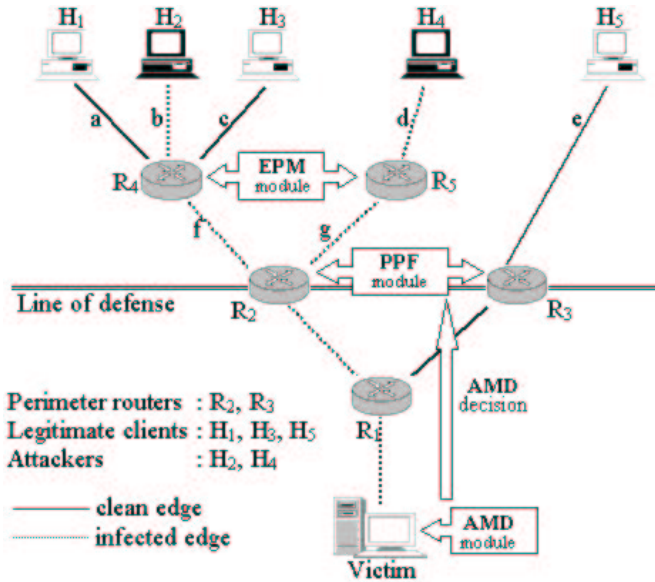 H1 H2 H3 H4 H5
a b c d e
EPM
module
R4 R5
f g
PPF
module
Line of defense
R2 R3
AMD
decision
Perimeter routers : R2, R3
Legitimate clients : H1, H3, H5
Attackers : H2, H4
R1
clean edge
infected edge
AMD
module
Victim